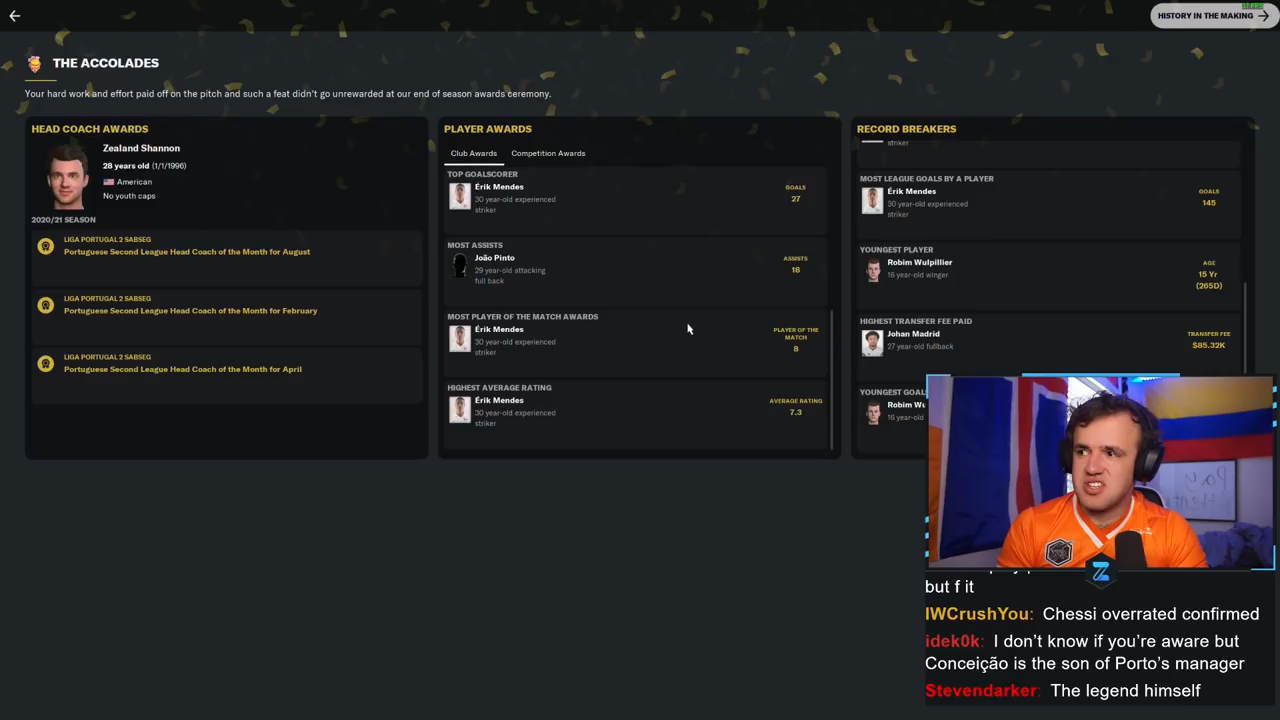 HISTORY IN THE MAKING
THE ACCOLADES
Your hard work and effort paid off on the pitch and such a feat didn't go unrewarded at our end of season awards ceremony.
HEAD COACH AWARDS
Zealand Shannon
28 years old (1/1/1996)
American
No youth caps
2020/21 SEASON
LIGA PORTUGAL 2 SABSEG
Portuguese Second League Head Coach of the Month for August
LIGA PORTUGAL 2 SABSEG
Portuguese Second League Head Coach of the Month for February
LIGA PORTUGAL 2 SABSEG
Portuguese Second League Head Coach of the Month for April
PLAYER AWARDS
Club Awards Competition Awards
TOP GOALSCORER
Érik Mendes
30 year-old experienced
striker
GOALS
27
MOST ASSISTS
João Pinto
29 year-old attacking
full back
ASSISTS
18
MOST PLAYER OF THE MATCH AWARDS
Érik Mendes
30 year-old experienced
striker
PLAYER OF THE
MATCH
8
HIGHEST AVERAGE RATING
Érik Mendes
30 year-old experienced
striker
AVERAGE RATING
7.3
RECORD BREAKERS
striker
MOST LEAGUE GOALS BY A PLAYER
Érik Mendes
30 year-old experienced
striker
GOALS
145
YOUNGEST PLAYER
Robim Wulpillier
16 year-old winger
AGE
15 Yr
(265D)
HIGHEST TRANSFER FEE PAID
Johan Madrid
27 year-old fullback
TRANSFER FEE
$85.32K
YOUNGEST GOAL
Robim Wu
16 year-old
but f it
IWCrushYou: Chessi overrated confirmed
idek0k: I don't know if you're aware but
Conceição is the son of Porto's manager
Stevendarker: The legend himself